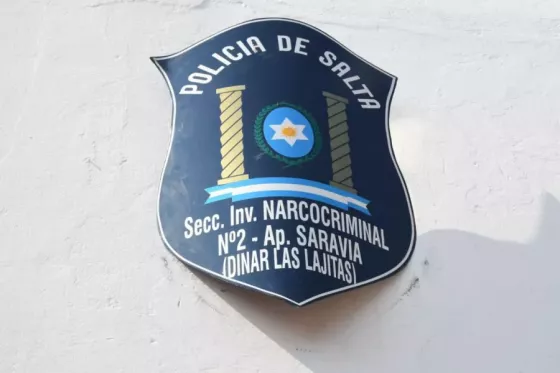 POLICIA DE SALTA
Secc. Inv. NARCOCRIMINAL
Nº2 - Ap. SARAVIA
(DINAR LAS LAJITAS)